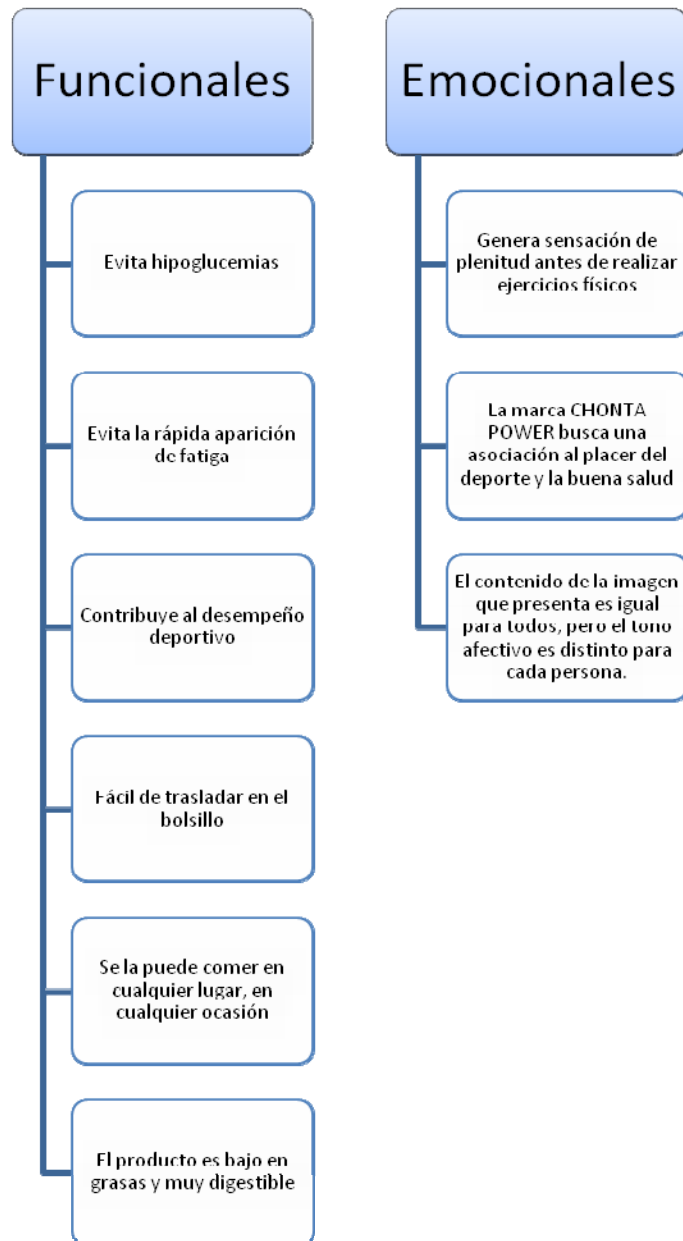 Funcionales
Evita hipoglucemias
Evita la rápida aparición
de fatiga
Contribuye al desempeño
deportivo
Fácil de trasladar en el
bolsillo
Se la puede comer en
cualquier lugar, en
cualquier ocasión
El producto es bajo en
grasas y muy digestible
Emocionales
Genera sensación de
plenitud antes de realizar
ejercicios físicos
La marca CHONTA
POWER busca una
asociación al placer del
deporte y la buena salud
El contenido de la imagen
que presenta es igual
para todos, pero el tono
afectivo es distinto para
cada persona.